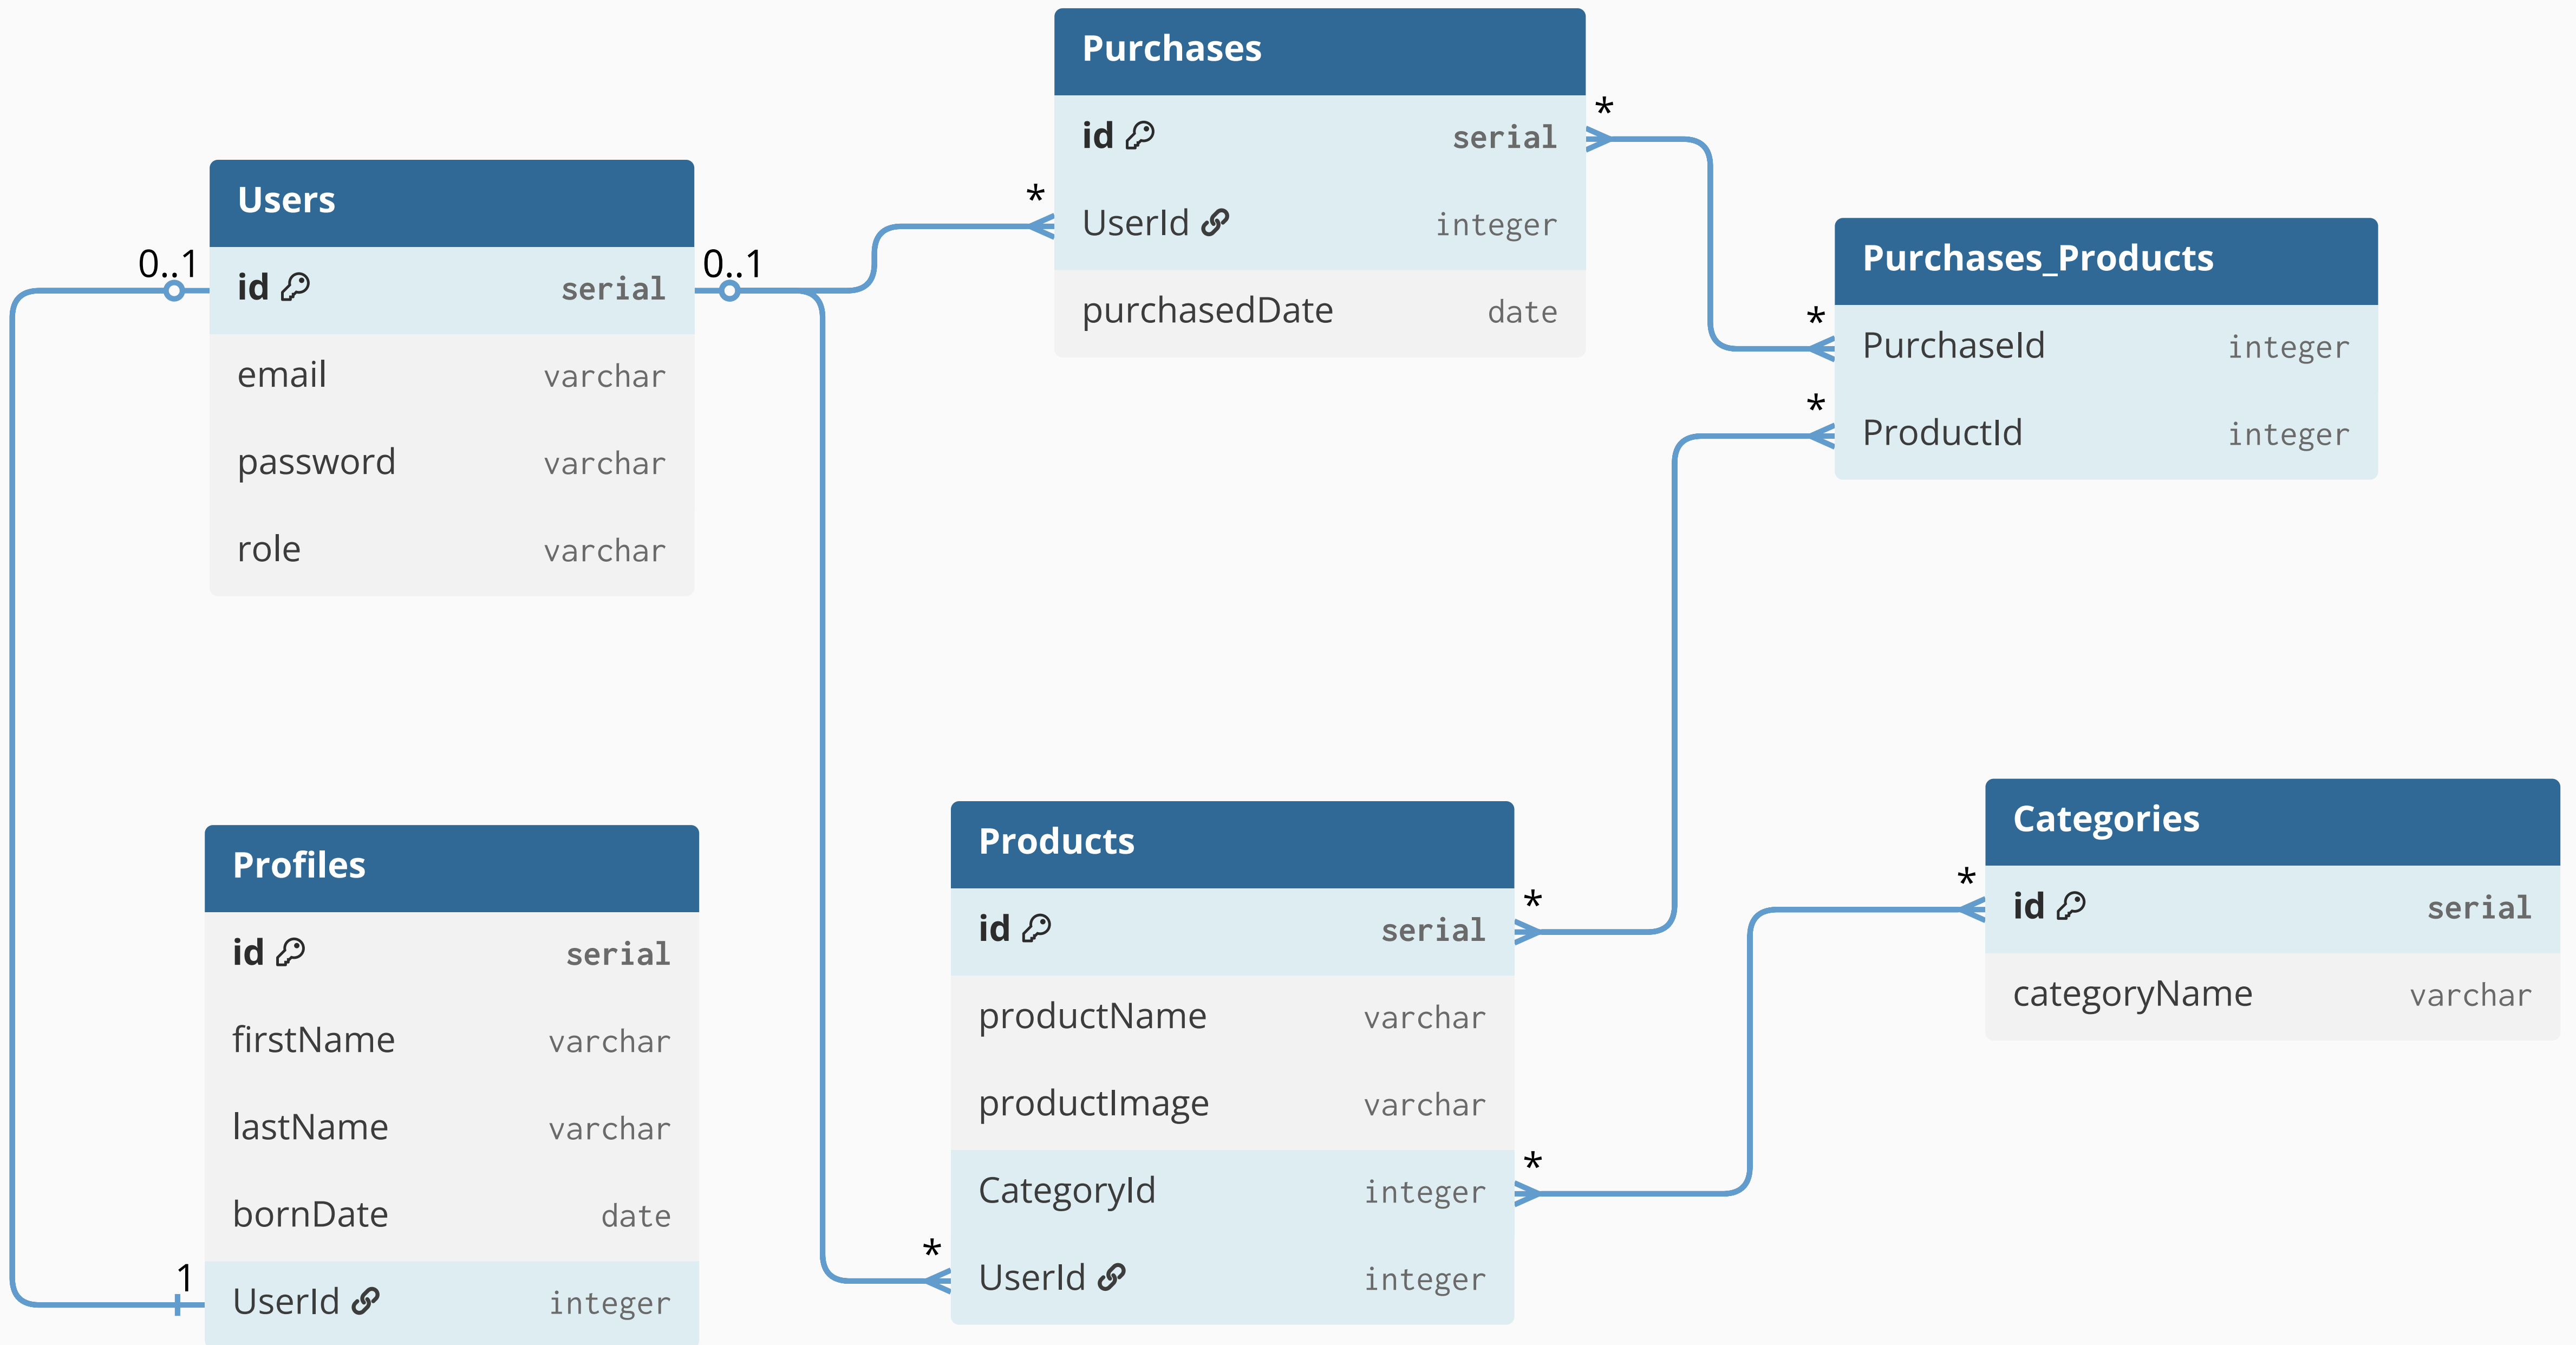 Purchases
id serial
*
UserId integer
*
purchasedDate date
Users
0..1
id serial
0..1
email varchar
password varchar
role varchar
Purchases_Products
*
PurchaseId integer
*
ProductId integer
Profiles
id serial
firstName varchar
lastName varchar
bornDate date
1
UserId integer
Products
id serial
*
productName varchar
productImage varchar
CategoryId integer
*
*
UserId integer
Categories
*
id serial
categoryName varchar